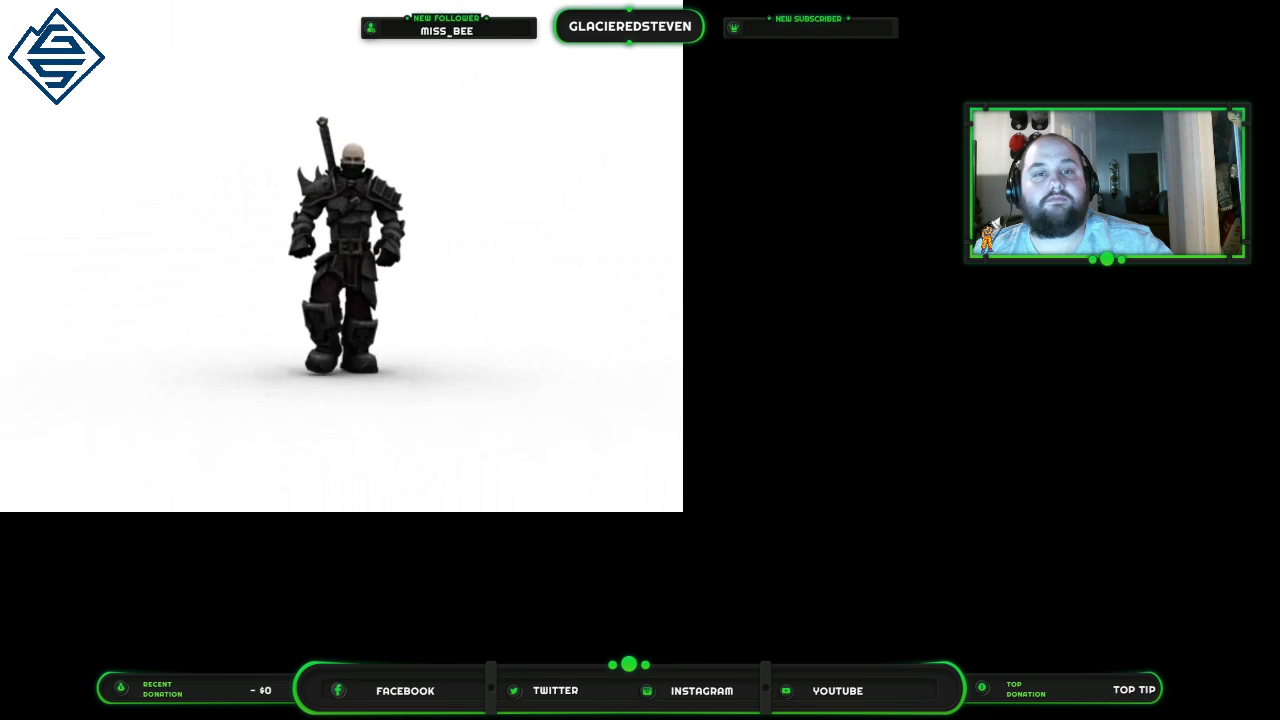 NEW FOLLOWER
MISS_BEE
GLACIEREDSTEVEN
NEW SUBSCRIBER
RECENT
DONATION
- $0
FACEBOOK
TWITTER
INSTAGRAM
YOUTUBE
TOP
DONATION
TOP TIP